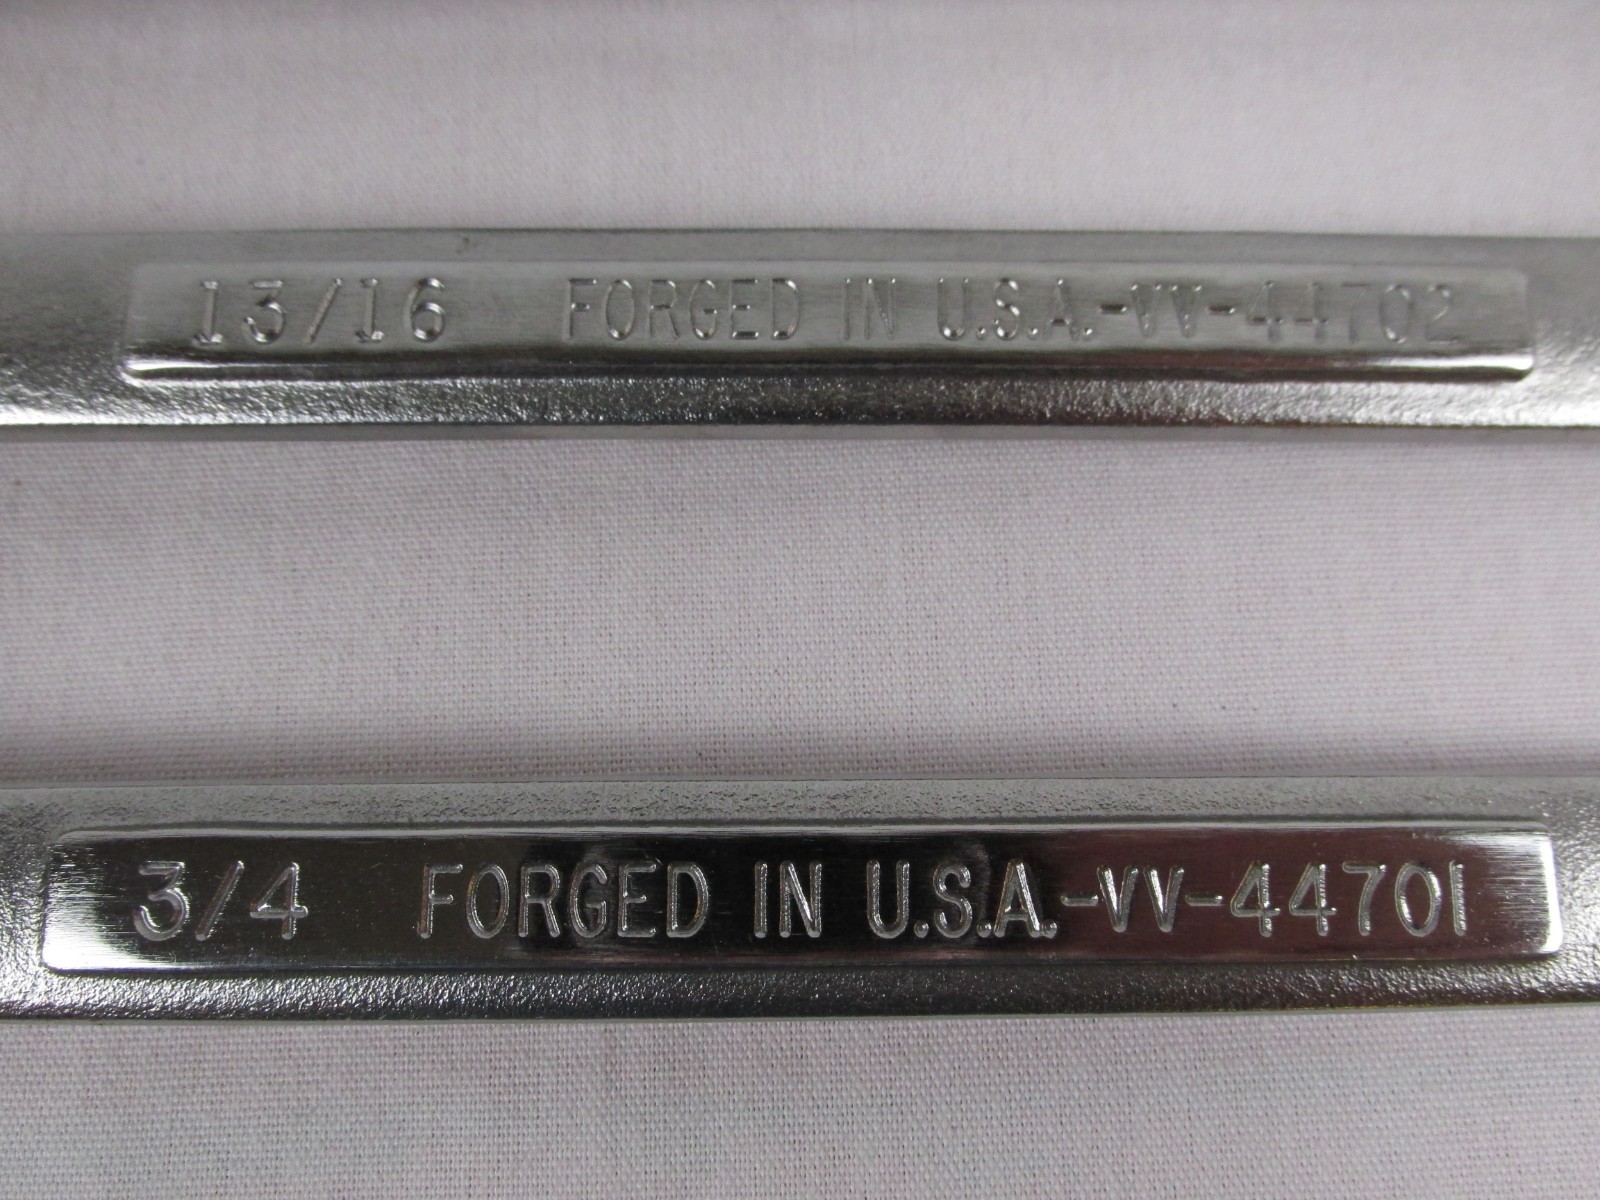 13/16 FORGED IN U.S.A.-VV-44702
3/4 FORGED IN U.S.A.-VV-44701